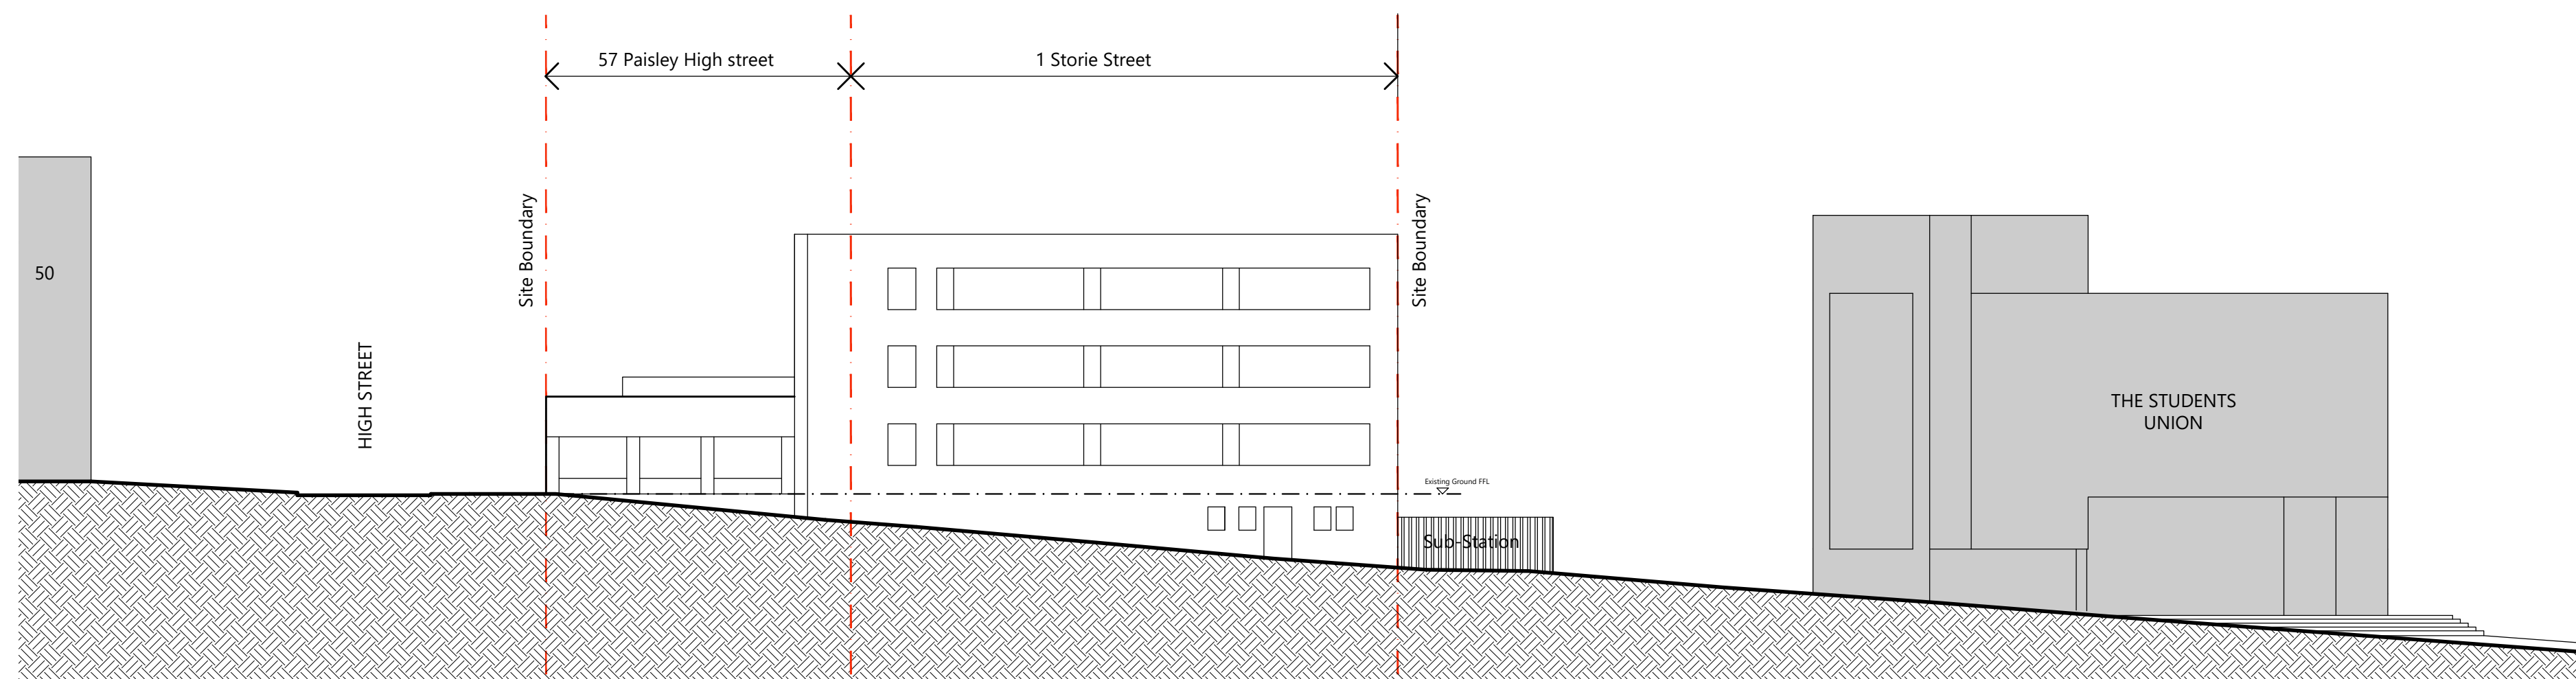 57 Paisley High street
1 Storie Street
50
HIGH STREET
Site Boundary
Site Boundary
Existing Ground FFL
Sub-Station
THE STUDENTS
UNION